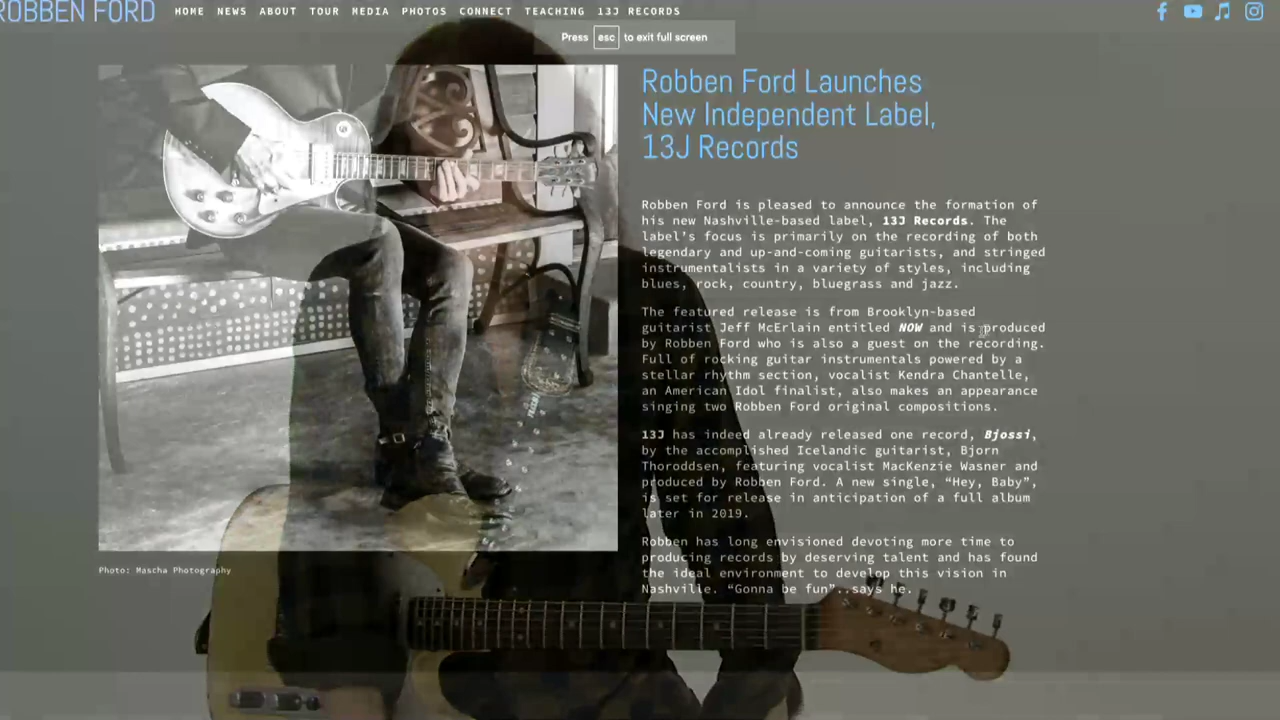 ROBBEN FORD HOME NEWS ABOUT TOUR MEDIA PHOTOS CONNECT TEACHING 13J RECORDS
Press esc to exit full screen
Robben Ford Launches
New Independent Label,
13J Records
Robben Ford is pleased to announce the formation of
his new Nashville-based label, 13J Records. The
label's focus is primarily on the recording of both
legendary and up-and-coming guitarists, and stringed
instrumentalists in a variety of styles, including
blues, rock, country, bluegrass and jazz.
The featured release is from Brooklyn-based
guitarist Jeff McErlain entitled NOW and is produced
by Robben Ford who is also a guest on the recording.
Full of rocking guitar instrumentals powered by a
stellar rhythm section, vocalist Kendra Chantelle,
an American Idol finalist, also makes an appearance
singing two Robben Ford original compositions.
13J has indeed already released one record, Bjossi,
by the accomplished Icelandic guitarist, Bjorn
Thoroddsen, featuring vocalist MacKenzie Wasner and
produced by Robben Ford. A new single, “Hey, Baby”,
is set for release in anticipation of a full album
later in 2019.
Robben has long envisioned devoting more time to
producing records by deserving talent and has found
the ideal environment to develop this vision in
Nashville. “Gonna be fun”..says he.
Photo: Mascha Photography